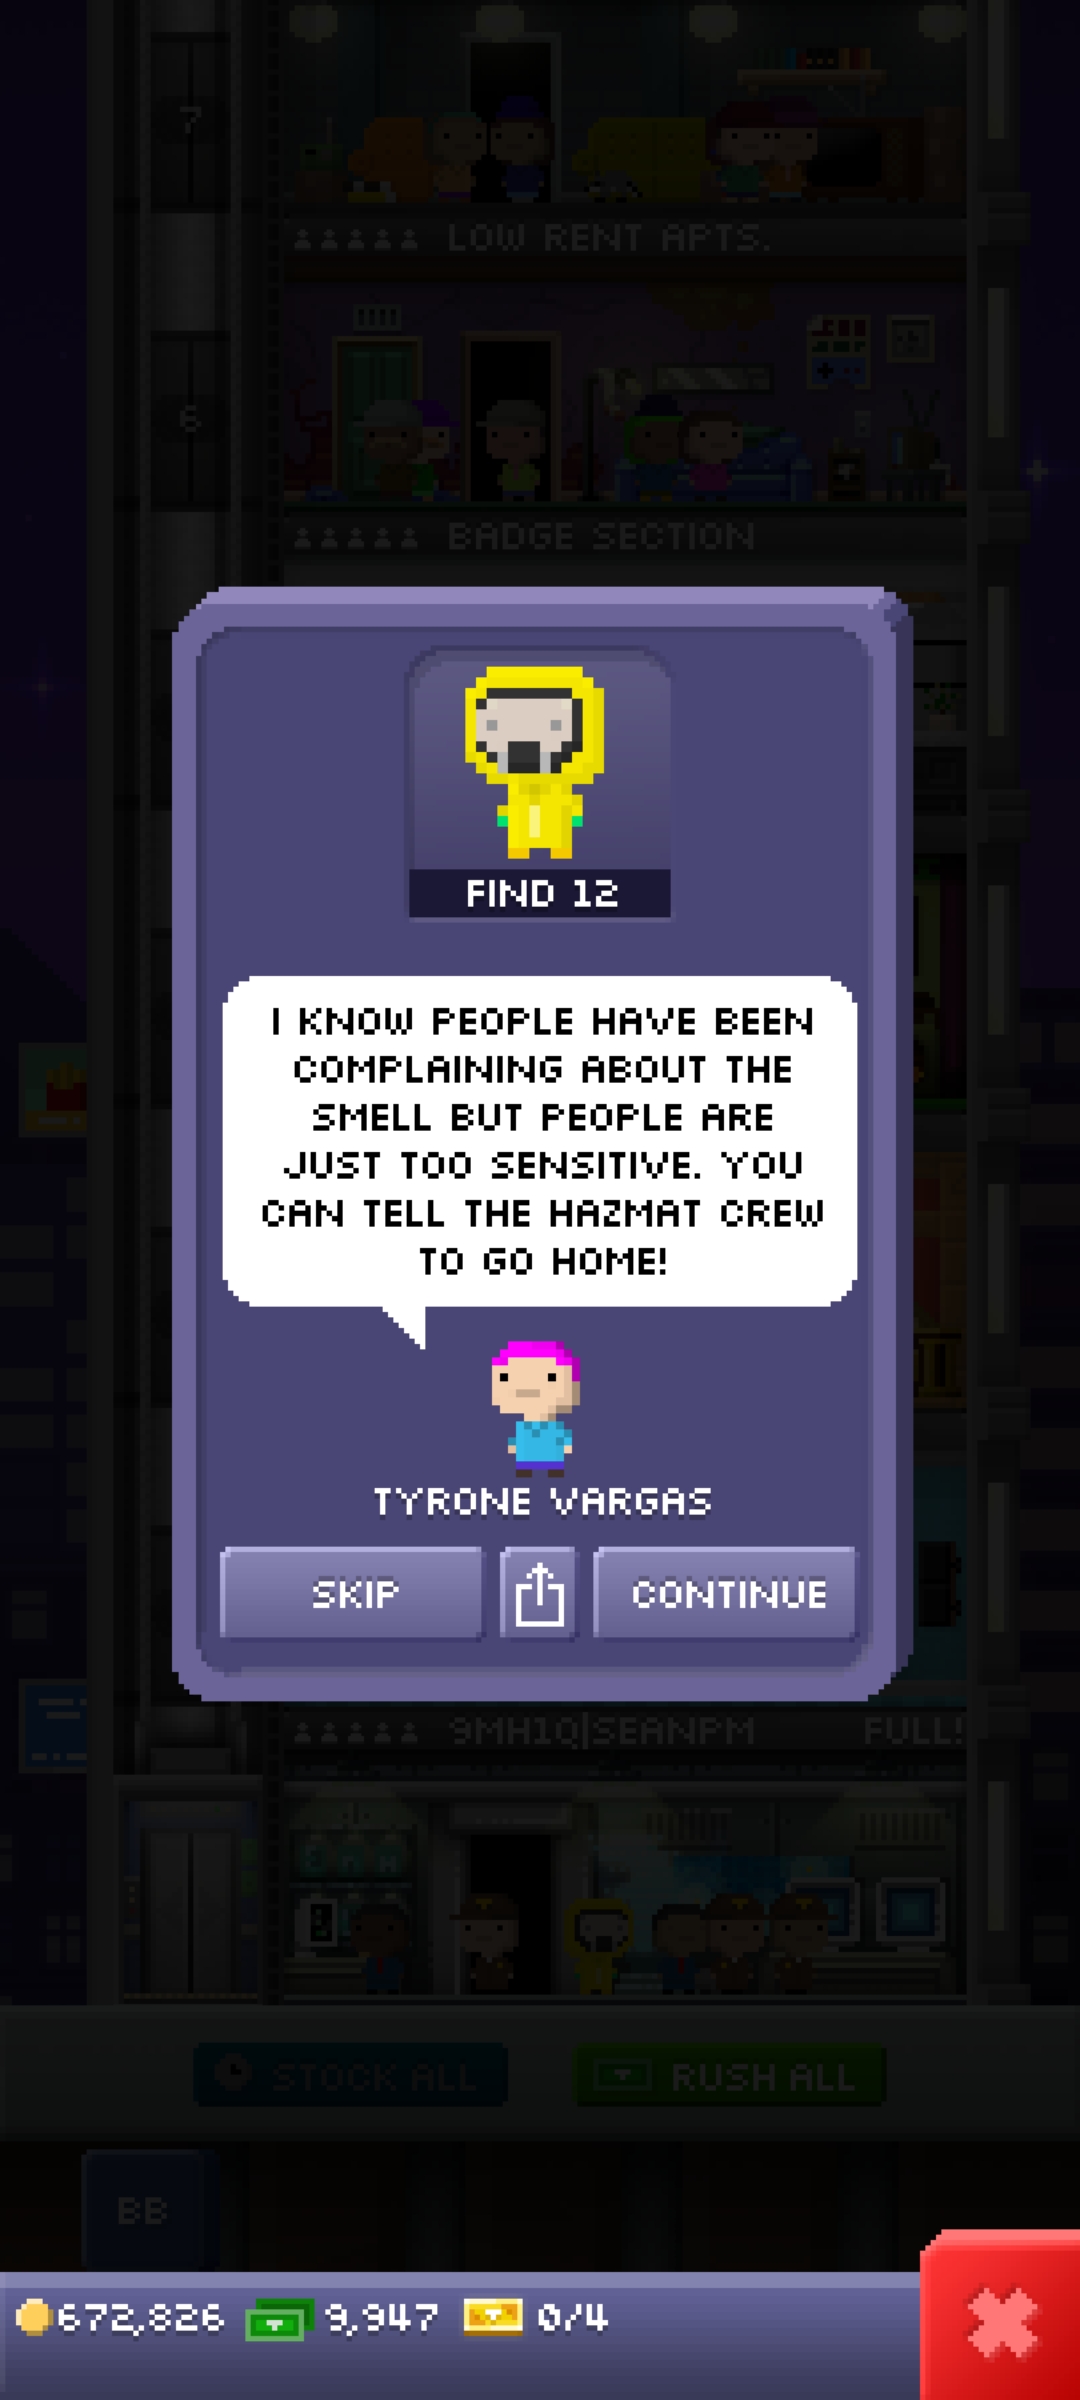 7
LOW RENT APTS.
6
BADGE SECTION
FIND 12
I KNOW PEOPLE HAVE BEEN
COMPLAINING ABOUT THE
SMELL BUT PEOPLE ARE
JUST TOO SENSITIVE. YOU
CAN TELL THE HAZMAT CREW
TO GO HOME!
TYRONE VARGAS
SKIP
CONTINUE
9MH1Q|SEANPM FULL!
STOCK ALL
RUSH ALL
BB
672,826 9,947 0/4